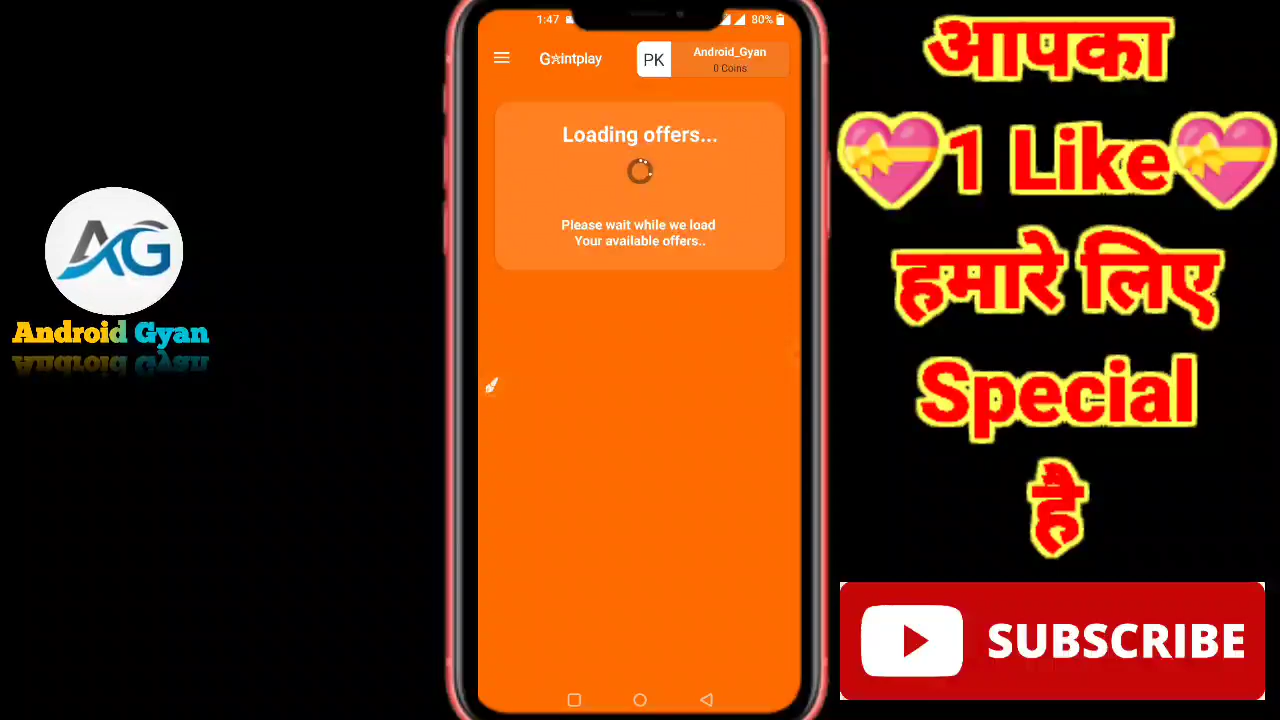 1:47
80%
G☆intplay
PK
Android_Gyan
0 Coins
Loading offers...
Please wait while we load
Your available offers..
AG
Android Gyan
आपका
💝1 Like💝
हमारे लिए
Special
है
SUBSCRIBE